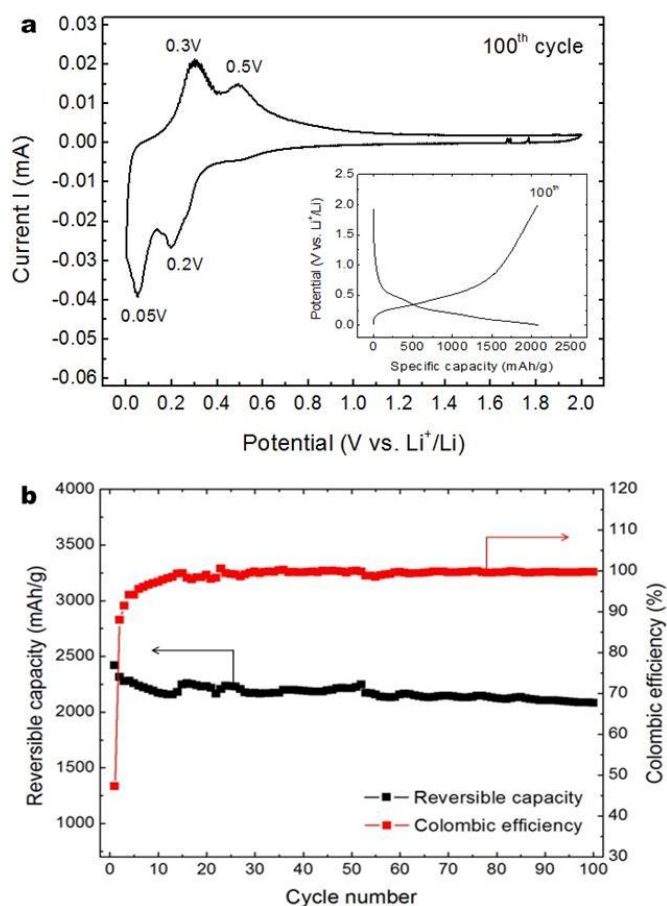 a
100th cycle
0.3V
0.5V
0.2V
0.05V
0.04
0.03
0.02
0.01
0.00
-0.01
-0.02
-0.03
-0.04
-0.05
-0.06
Current I (mA)
0.0 0.2 0.4 0.6 0.8 1.0 1.2 1.4 1.6 1.8 2.0
Potential (V vs. Li+/Li)
100th
2.5
2.0
1.5
1.0
0.5
0.0
Potential (V vs. Li+/Li)
0 500 1000 1500 2000 2500
Specific capacity (mAh/g)
b
4000
3250
2500
2250
2000
1250
1000
Reversible capacity (mAh/g)
120
110
100
90
80
70
60
50
40
30
Colombic efficiency (%)
Reversible capacity
Colombic efficiency
0 10 20 30 40 50 60 70 80 90 100
Cycle number